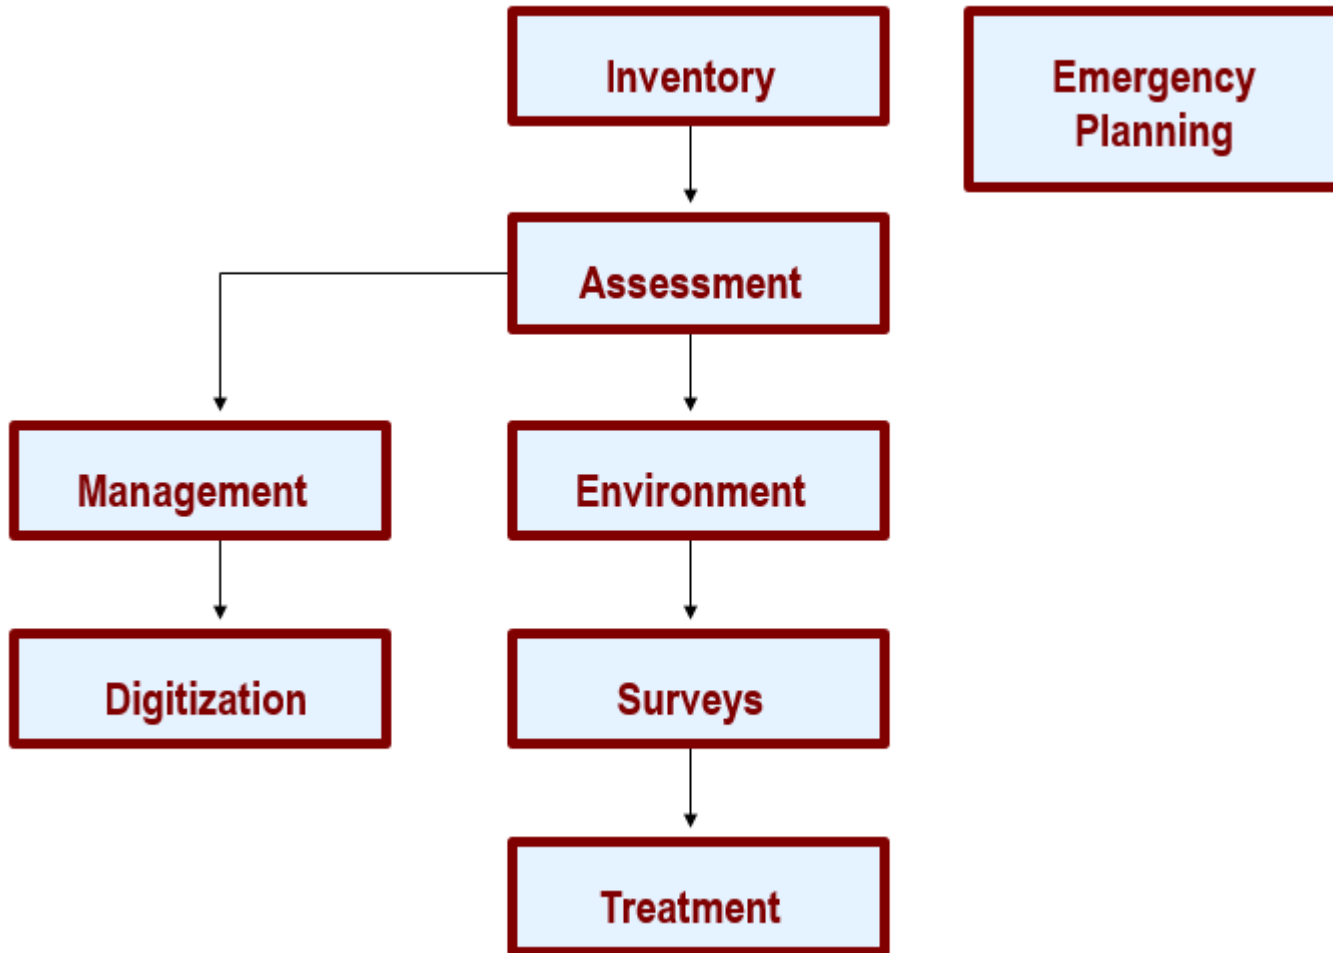 Inventory
Emergency
Planning
Assessment
Management
Environment
Digitization
Surveys
Treatment